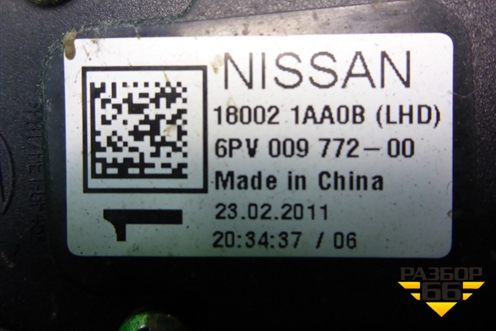 NISSAN
18002 1AA0B (LHD)
6PV 009 772-00
Made in China
23.02.2011
20:34:37 / 06
1
РАЗБОР
66